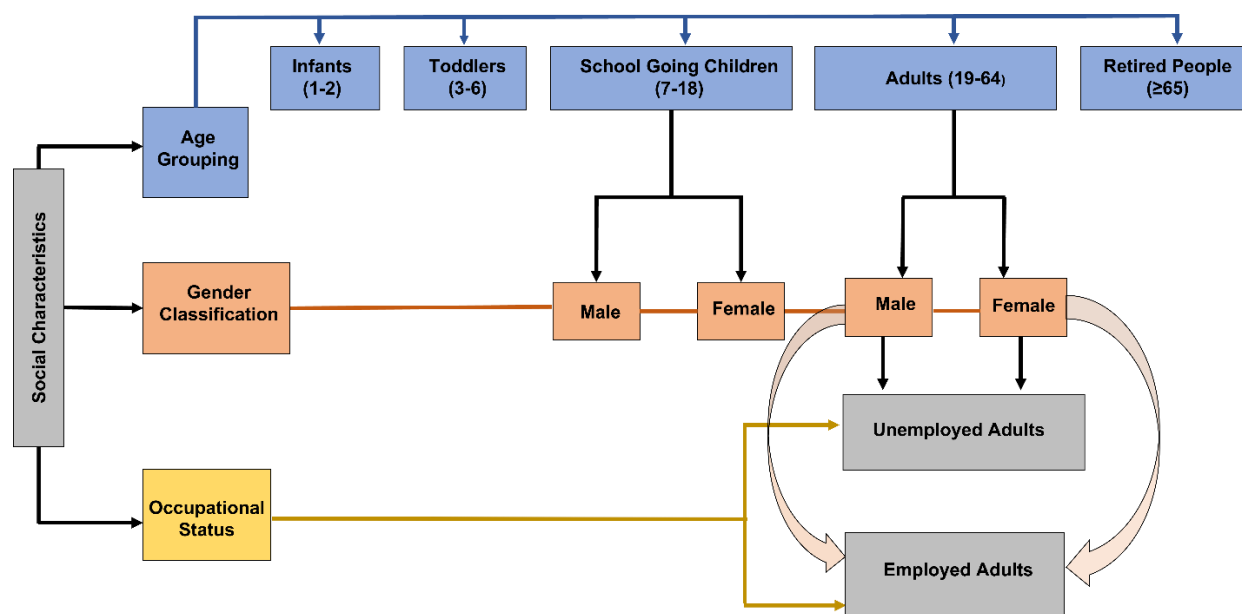 Infants
(1-2)
Toddlers
(3-6)
School Going Children
(7-18)
Adults (19-64)
Retired People
(≥65)
Age
Grouping
Social Characteristics
Gender
Classification
Male
Female
Male
Female
Unemployed Adults
Occupational
Status
Employed Adults